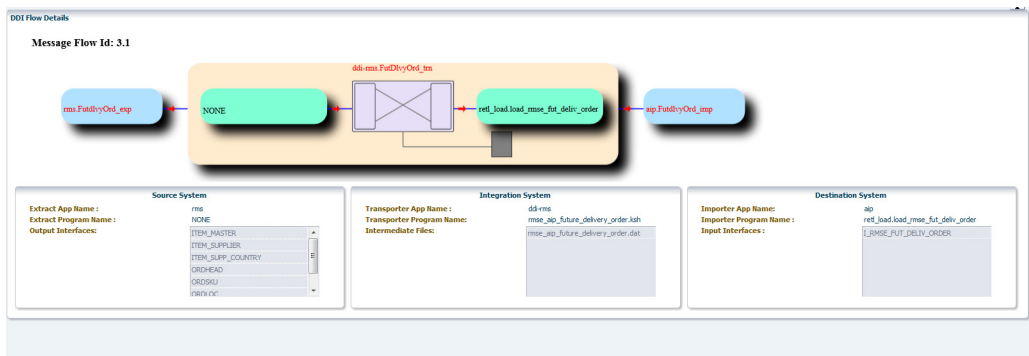 DDI Flow Details
Message Flow Id: 3.1
ddi-rms.FutDlvyOrd_trn
rms.FutdlvyOrd_exp
NONE
retl_load.load_rmse_fut_deliv_order
aip.FutdlvyOrd_imp
Source System
Extract App Name : rms
Extract Program Name : NONE
Output Interfaces:
ITEM_MASTER
ITEM_SUPPLIER
ITEM_SUPP_COUNTRY
ORDHEAD
ORDSKU
ORDLOC
Integration System
Transporter App Name : ddi-rms
Transporter Program Name: rmse_aip_future_delivery_order.ksh
Intermediate Files: rmse_aip_future_delivery_order.dat
Destination System
Importer App Name: aip
Importer Program Name : retl_load.load_rmse_fut_deliv_order
Input Interfaces : I_RMSE_FUT_DELIV_ORDER